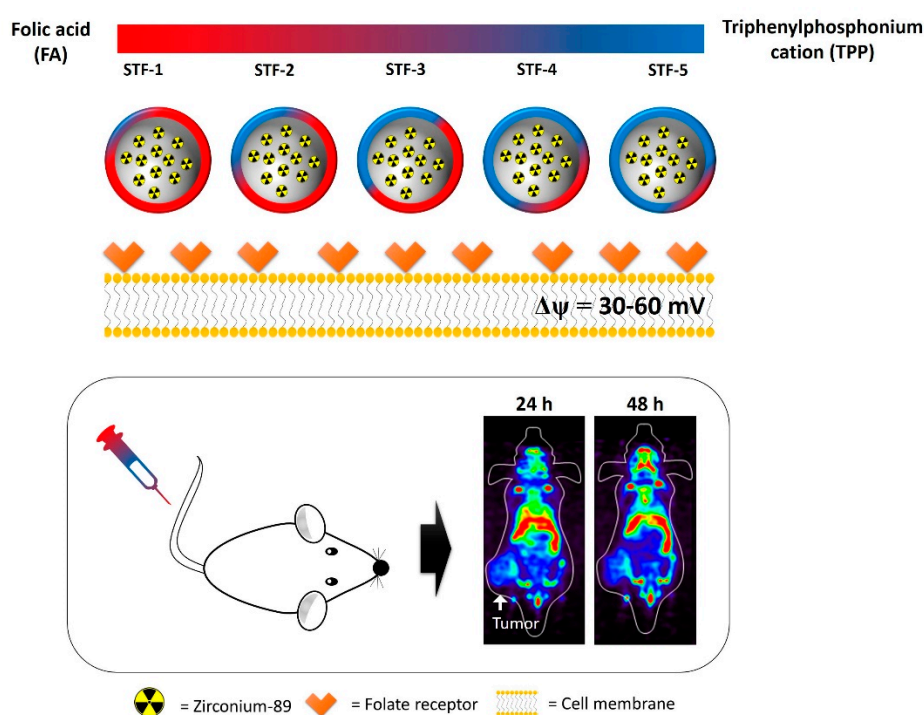 Folic acid
(FA)
Triphenylphosphonium
cation (TPP)
STF-1
STF-2
STF-3
STF-4
STF-5
Δψ = 30-60 mV
24 h
48 h
Tumor
= Zirconium-89
= Folate receptor
= Cell membrane